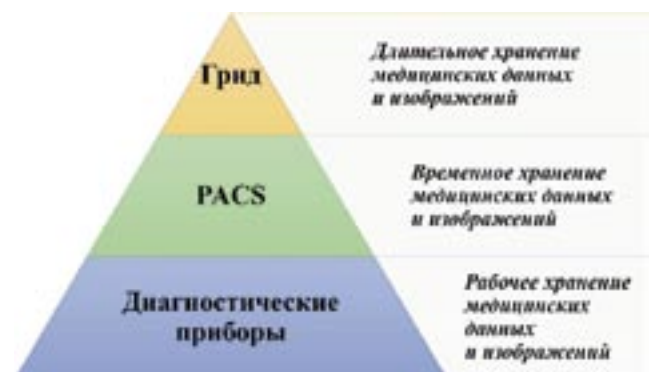 Грид
Длительное хранение
медицинских данных
и изображений
PACS
Временное хранение
медицинских данных
и изображений
Диагностические
приборы
Рабочее хранение
медицинских
данных
и изображений